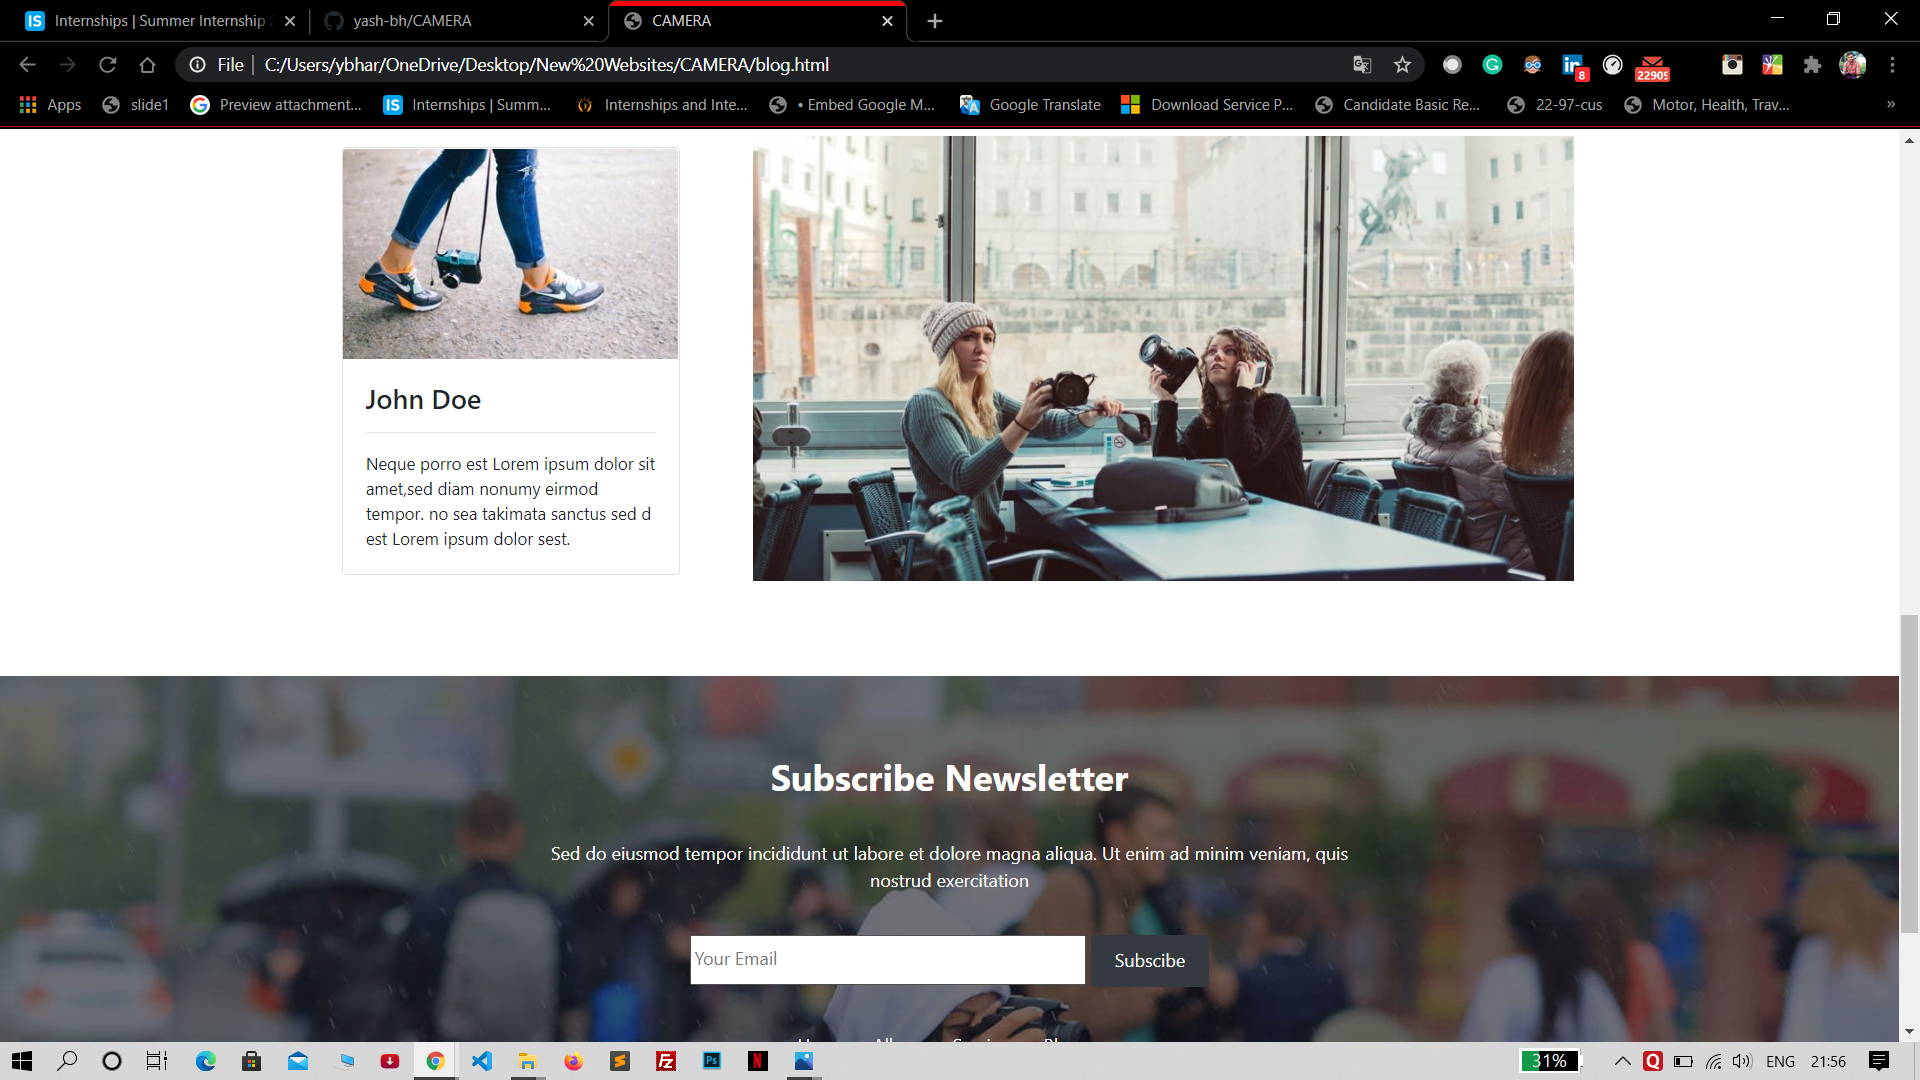 Internships | Summer Internship
yash-bh/CAMERA
CAMERA
File
C:/Users/ybhar/OneDrive/Desktop/New%20Websites/CAMERA/blog.html
8
22909
Apps
slide1
Preview attachment...
IS Internships | Summ...
Internships and Inte...
• Embed Google M...
Google Translate
Download Service P...
Candidate Basic Re...
22-97-cus
Motor, Health, Trav...
»
John Doe
Neque porro est Lorem ipsum dolor sit
amet,sed diam nonumy eirmod
tempor. no sea takimata sanctus sed d
est Lorem ipsum dolor sest.
Subscribe Newsletter
Sed do eiusmod tempor incididunt ut labore et dolore magna aliqua. Ut enim ad minim veniam, quis
nostrud exercitation
Your Email
Subscibe
31%
ENG
21:56